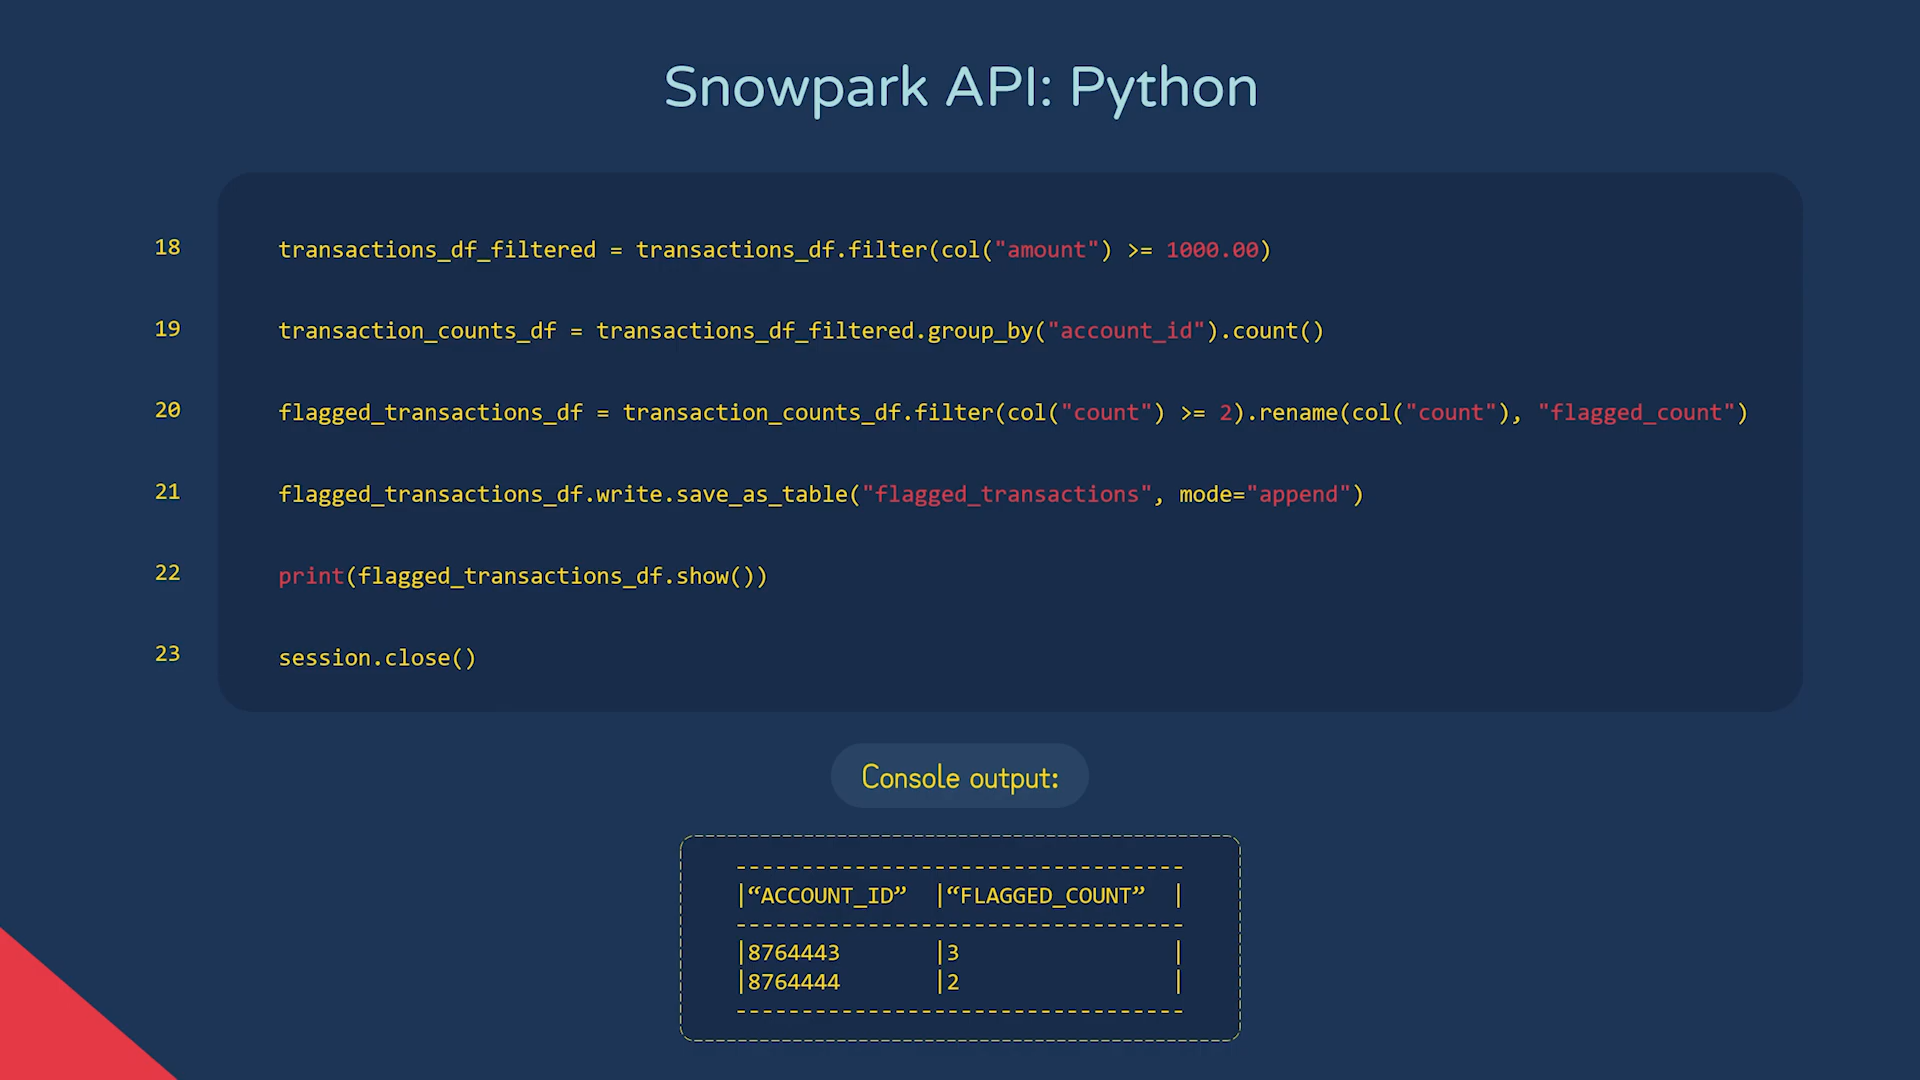 Snowpark API: Python
18 transactions_df_filtered = transactions_df.filter(col("amount") >= 1000.00)
19 transaction_counts_df = transactions_df_filtered.group_by("account_id").count()
20 flagged_transactions_df = transaction_counts_df.filter(col("count") >= 2).rename(col("count"), "flagged_count")
21 flagged_transactions_df.write.save_as_table("flagged_transactions", mode="append")
22 print(flagged_transactions_df.show())
23 session.close()
Console output:
----------------------------------
|“ACCOUNT_ID” |“FLAGGED_COUNT” |
----------------------------------
|8764443 |3 |
|8764444 |2 |
----------------------------------